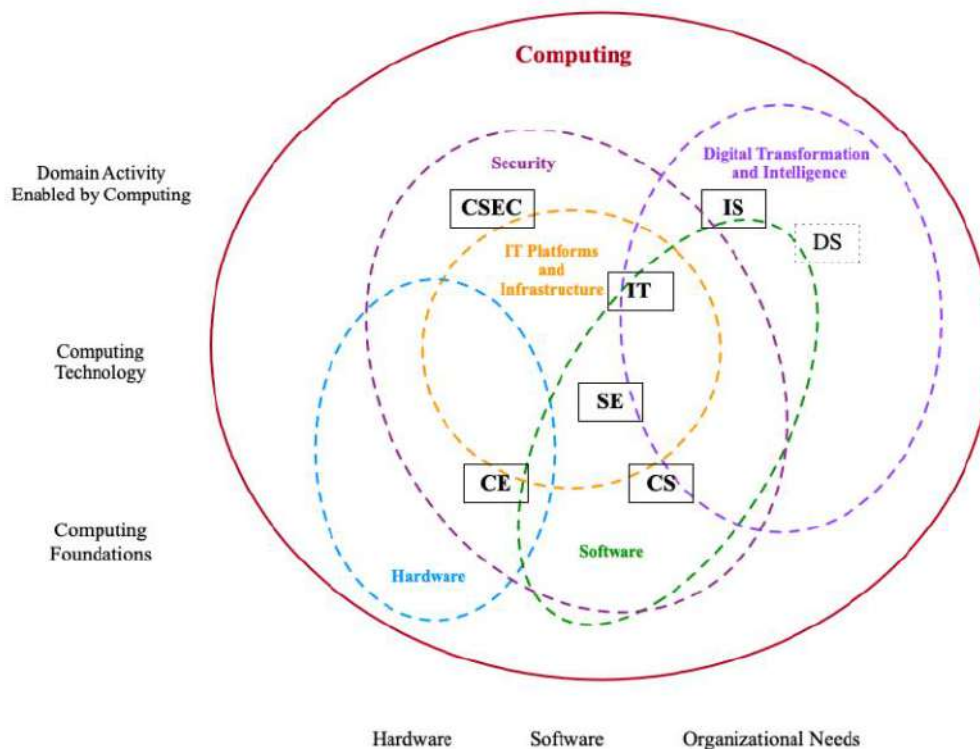 Computing
Domain Activity
Enabled by Computing
Security
Digital Transformation
and Intelligence
CSEC
IS
DS
IT Platforms
and
Infrastructure
IT
Computing
Technology
SE
CE
CS
Computing
Foundations
Software
Hardware
Hardware
Software
Organizational Needs